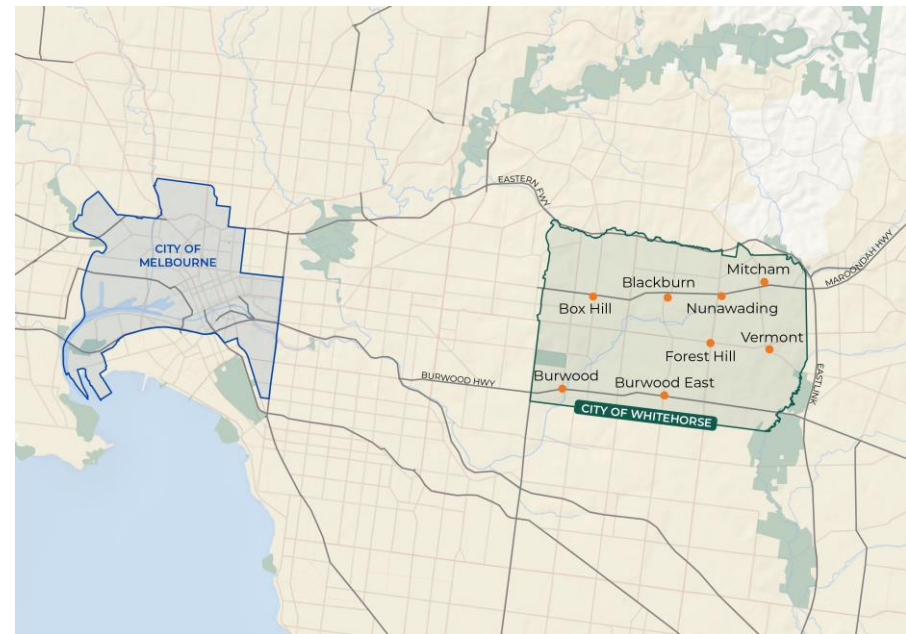 EASTERN FWY
CITY OF
MELBOURNE
MAROONDAH HWY
Mitcham
Blackburn
Box Hill
Nunawading
Vermont
Forest Hill
EASTLINK
BURWOOD HWY
Burwood
Burwood East
CITY OF WHITEHORSE